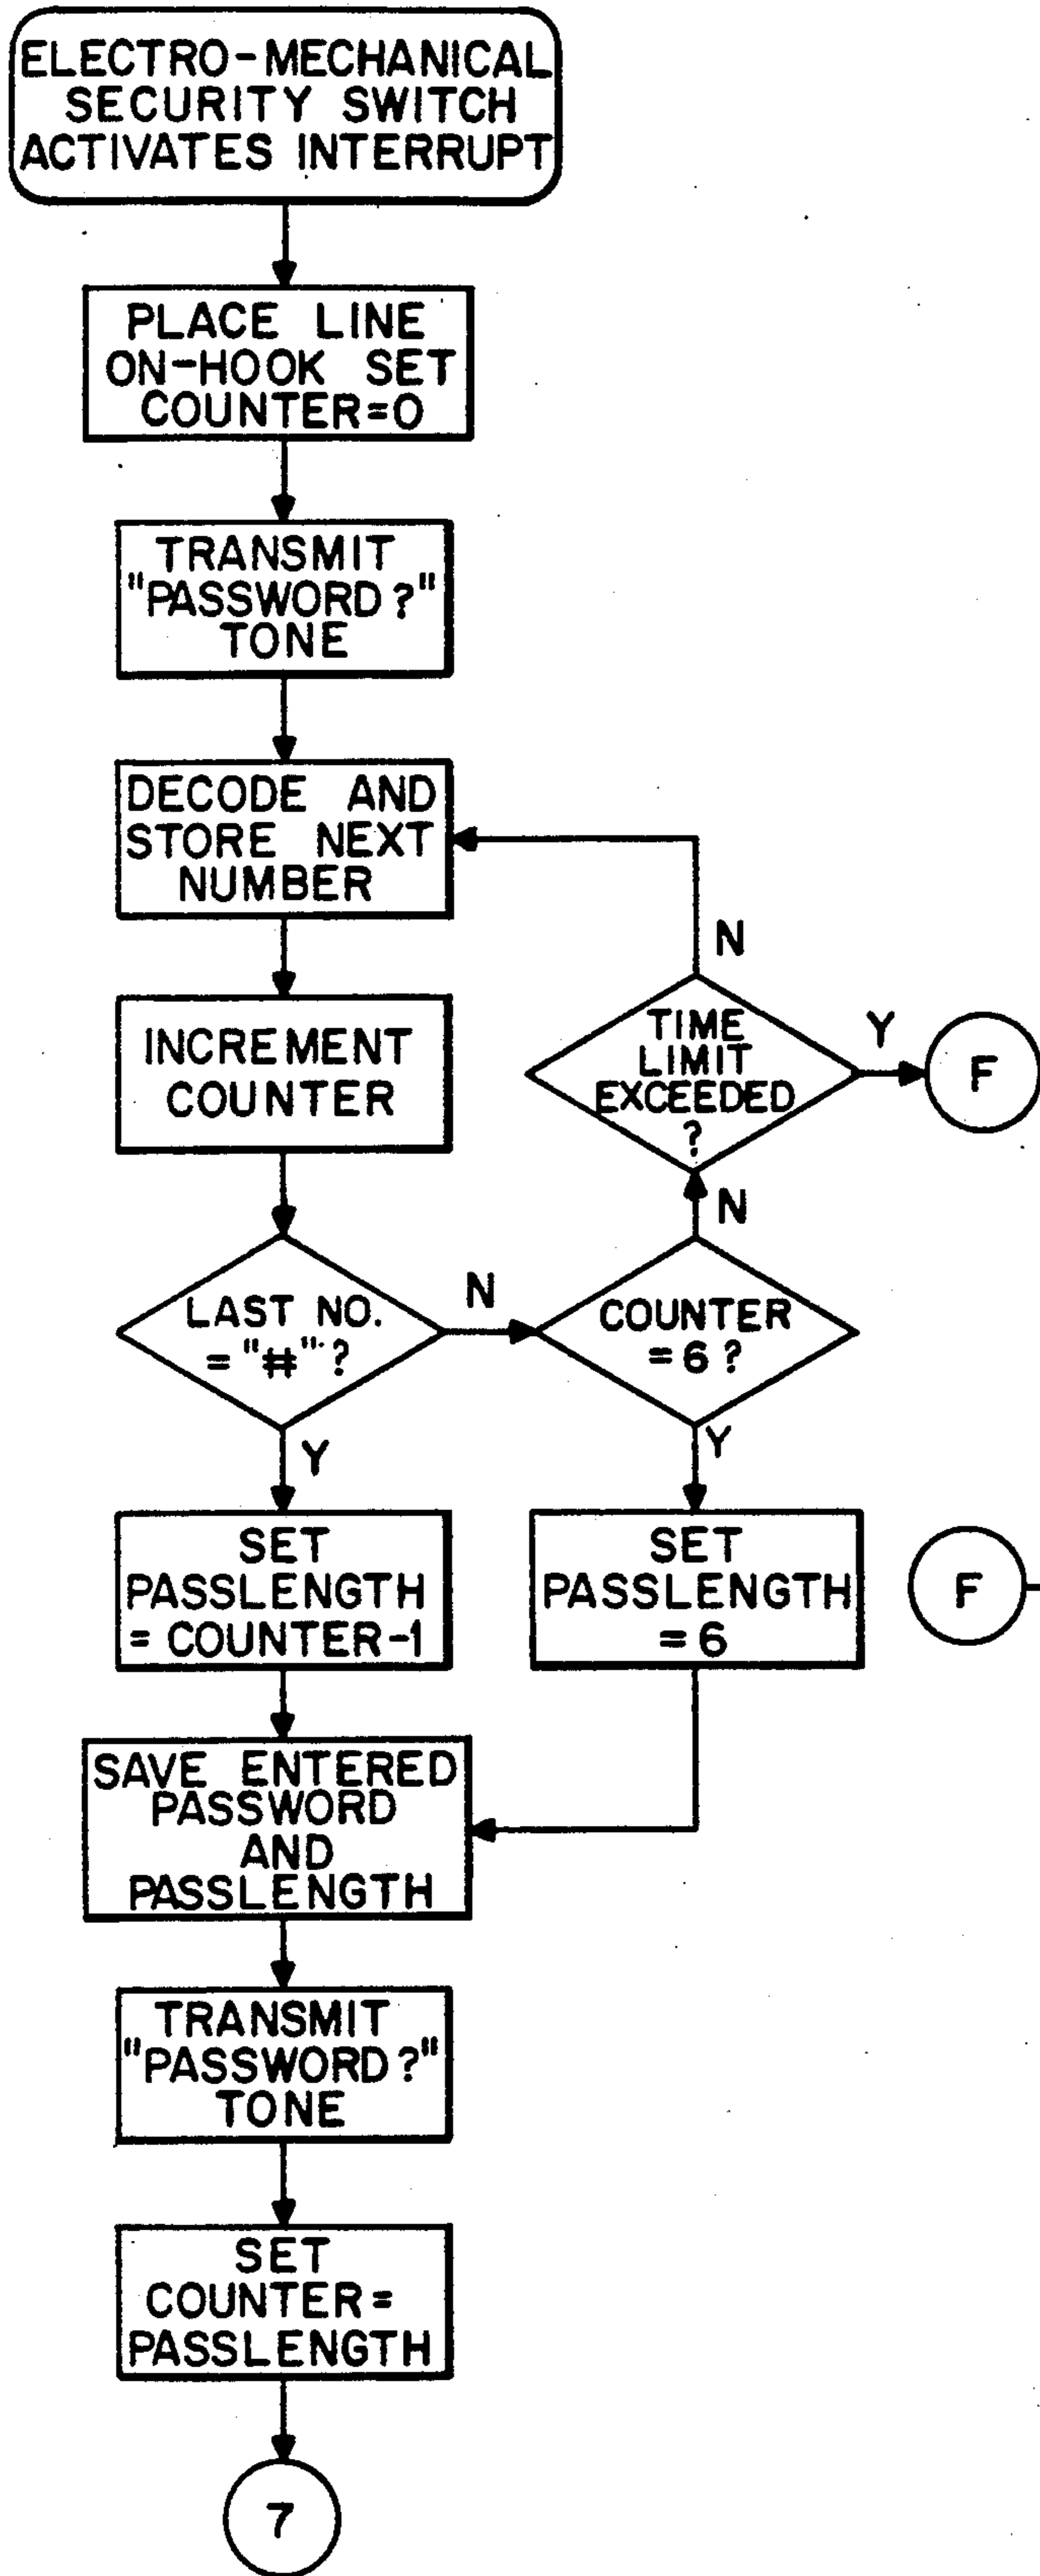 ELECTRO-MECHANICAL
SECURITY SWITCH
ACTIVATES INTERRUPT
PLACE LINE
ON-HOOK SET
COUNTER=0
TRANSMIT
"PASSWORD?"
TONE
DECODE AND
STORE NEXT
NUMBER
N
INCREMENT
COUNTER
TIME
LIMIT
EXCEEDED
?
Y
F
N
LAST NO.
= "#" ?
N
COUNTER
= 6 ?
Y
Y
SET
PASSLENGTH
= COUNTER-1
SET
PASSLENGTH
= 6
F
SAVE ENTERED
PASSWORD
AND
PASSLENGTH
TRANSMIT
"PASSWORD?"
TONE
SET
COUNTER=
PASSLENGTH
7